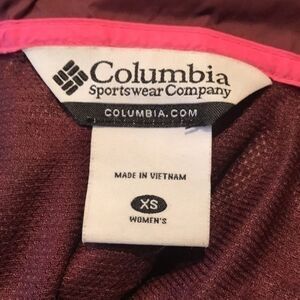 Columbia
Sportswear Company
COLUMBIA.COM
MADE IN VIETNAM
XS
WOMEN'S